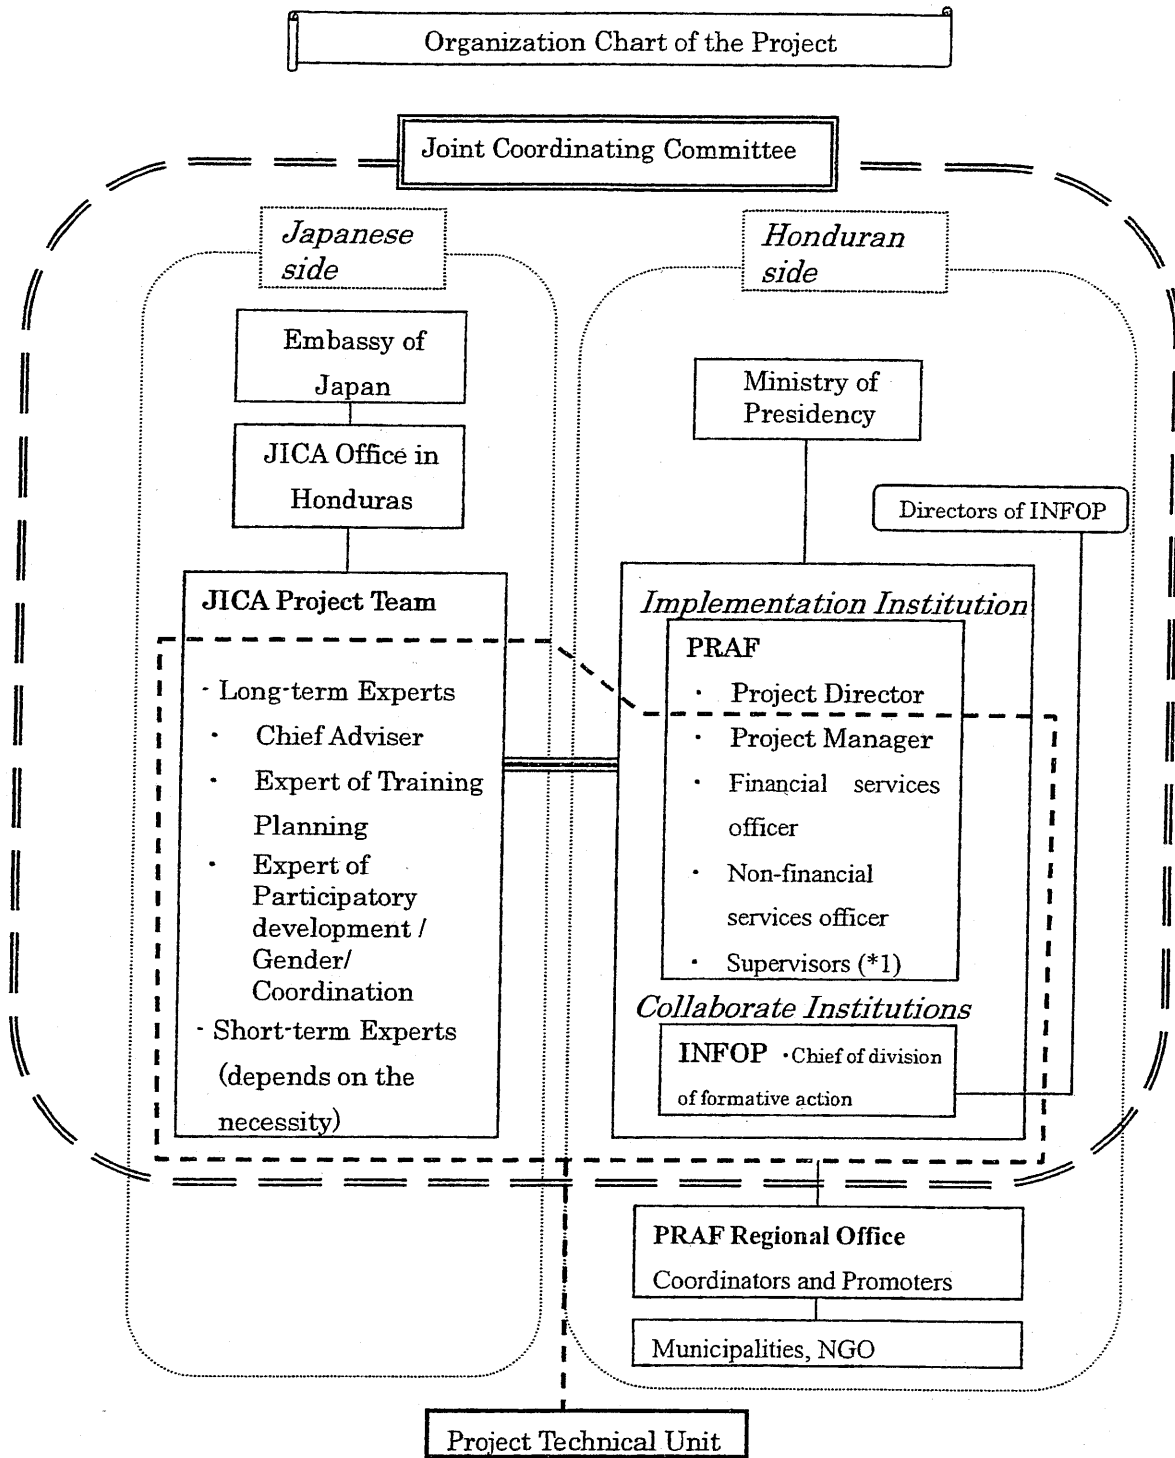 Organization Chart of the Project
Joint Coordinating Committee
Japanese
side
Embassy of
Japan
JICA Office in
Honduras
JICA Project Team
- Long-term Experts
· Chief Adviser
· Expert of Training
Planning
· Expert of
Participatory
development /
Gender/
Coordination
- Short-term Experts
(depends on the
necessity)
Honduran
side
Ministry of
Presidency
Directors of INFOP
Implementation Institution
PRAF
· Project Director
· Project Manager
· Financial services
officer
· Non-financial
services officer
· Supervisors (*1)
Collaborate Institutions
INFOP ·Chief of division
of formative action
PRAF Regional Office
Coordinators and Promoters
Municipalities, NGO
Project Technical Unit